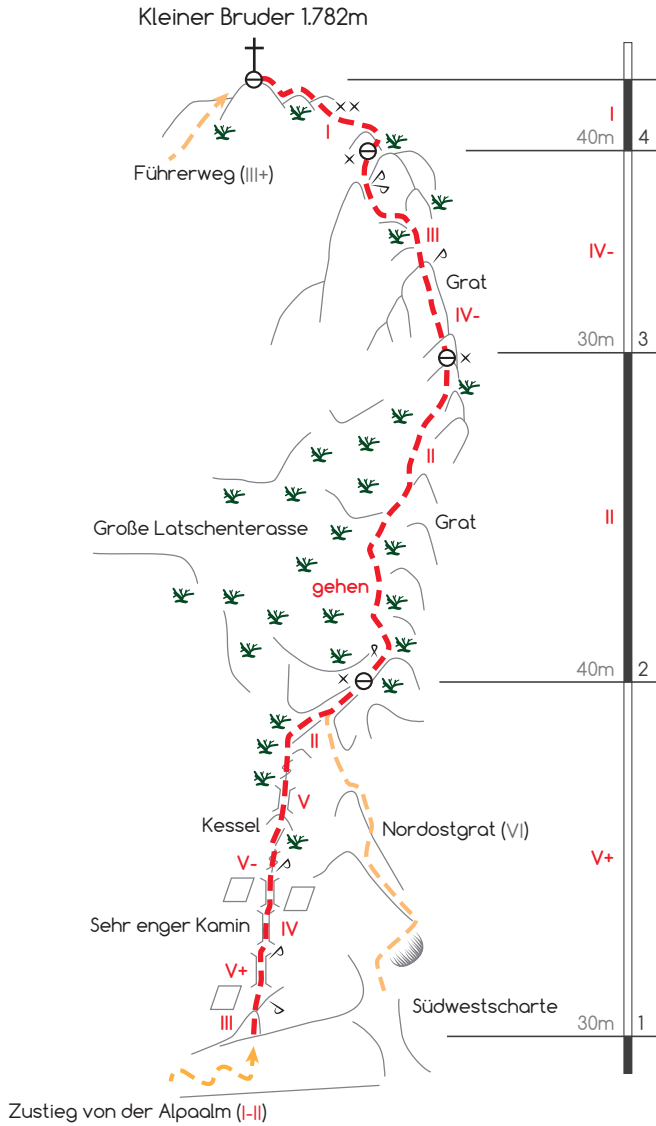 Kleiner Bruder 1.782m
I
I
40m
4
Führerweg (III+)
III
IV-
Grat
IV-
30m
3
II
Große Latschenterasse
Grat
II
gehen
40m
2
II
V
Kessel
Nordostgrat (VI)
V-
V+
Sehr enger Kamin
IV
V+
III
Südwestscharte
30m
1
Zustieg von der Alpaalm (I-II)